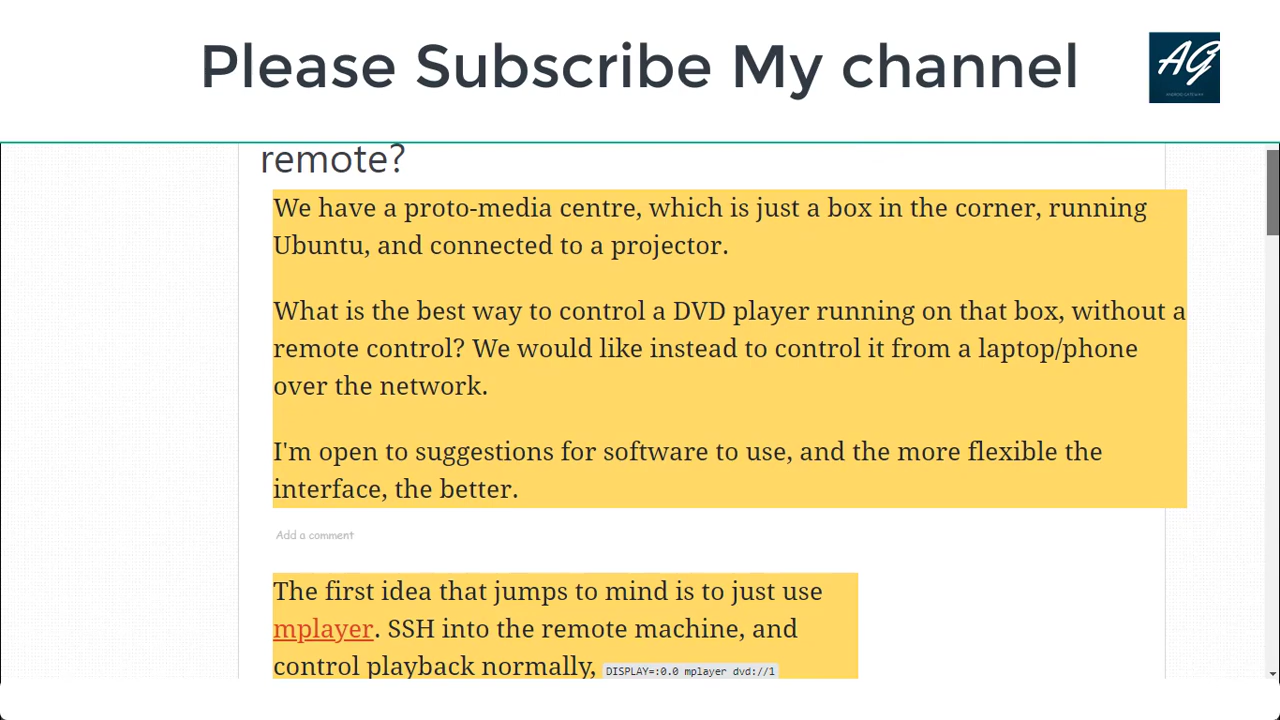 Please Subscribe My channel
AG
remote?
We have a proto-media centre, which is just a box in the corner, running
Ubuntu, and connected to a projector.
What is the best way to control a DVD player running on that box, without a
remote control? We would like instead to control it from a laptop/phone
over the network.
I'm open to suggestions for software to use, and the more flexible the
interface, the better.
Add a comment
The first idea that jumps to mind is to just use
mplayer. SSH into the remote machine, and
control playback normally, DISPLAY=:0.0 mplayer dvd://1